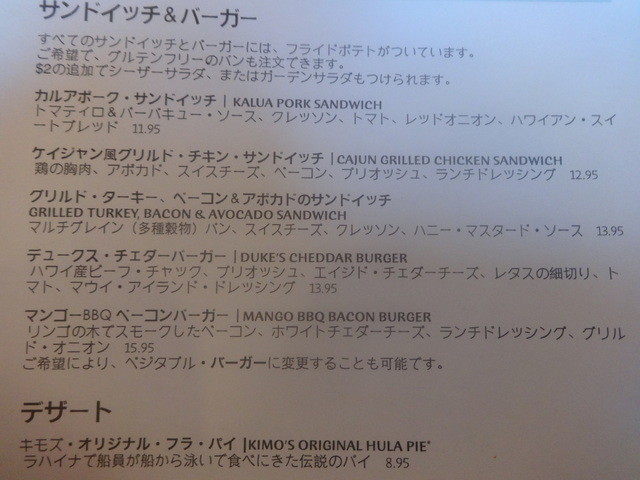 サンドイッチ＆バーガー
すべてのサンドイッチとバーガーには、フライドポテトがついています。
ご希望で、グルテンフリーのバンも注文できます。
$2の追加でシーザーサラダ、またはガーデンサラダもつけられます。
カルアポーク・サンドイッチ | KALUA PORK SANDWICH
トマティイロ＆バーバキュー・ソース、クレッソン、トマト、レッドオニオン、ハワイアン・スイ
ートブレッド 11.95
ケイジャン風グリルド・チキン・サンドイッチ | CAJUN GRILLED CHICKEN SANDWICH
鶏の胸肉、アボカド、スイスチーズ、ベーコン、ブリオッシュ、ランチドレッシング 12.95
グリルド・ターキー、ベーコン＆アボカドのサンドイッチ
GRILLED TURKEY, BACON & AVOCADO SANDWICH
マルチグレイン（多種穀物）パン、スイスチーズ、クレッソン、ハニー・マスタード・ソース 13.95
デュークス・チェダーバーガー | DUKE'S CHEDDAR BURGER
ハワイ産ビーフ・チャック、ブリオッシュ、エイジド・チェダーチーズ、レタスの細切り、ト
マト、マウイ・アイランド・ドレッシング 13.95
マンゴーBBQ ベーコンバーガー | MANGO BBQ BACON BURGER
リンゴの木でスモークしたベーコン、ホワイトチェダーチーズ、ランチドレッシング、グリル
ド・オニオン 15.95
ご希望により、ベジタブル・バーガーに変更することも可能です。
デザート
キモズ・オリジナル・フラ・パイ |KIMO'S ORIGINAL HULA PIE*
ラハイナで船員が船から泳いで食べにきた伝説のパイ 8.95